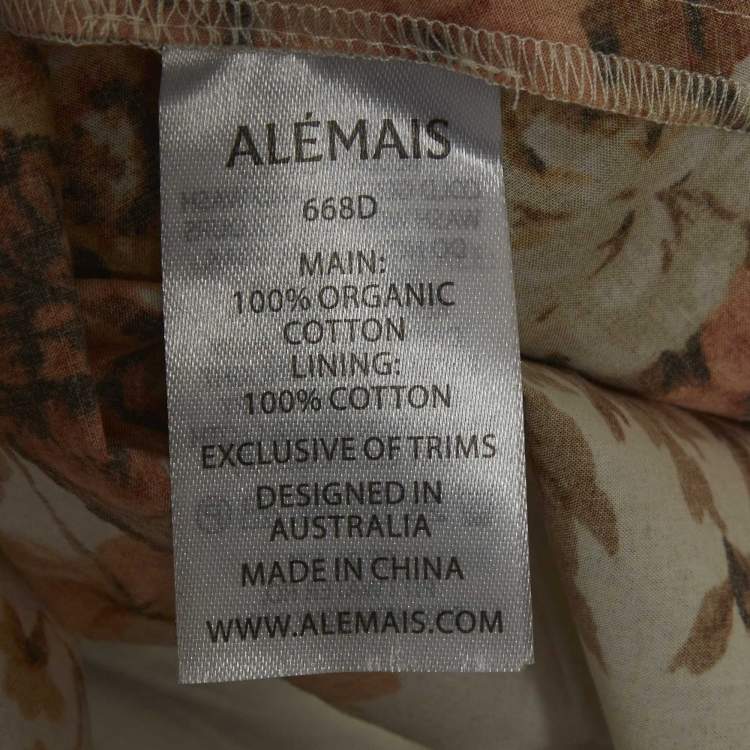 ALÉMAIS
668D
MAIN:
100% ORGANIC
COTTON
LINING:
100% COTTON
EXCLUSIVE OF TRIMS
DESIGNED IN
AUSTRALIA
MADE IN CHINA
WWW.ALEMAIS.COM